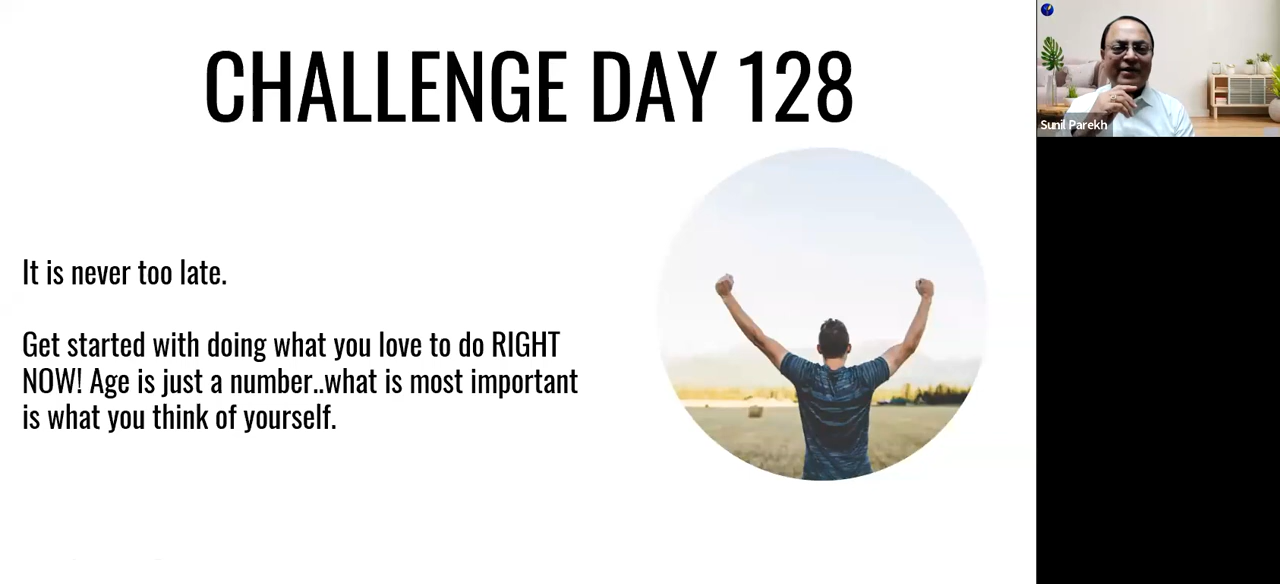 CHALLENGE DAY 128
Sunil Parekh
It is never too late.
Get started with doing what you love to do RIGHT
NOW! Age is just a number..what is most important
is what you think of yourself.